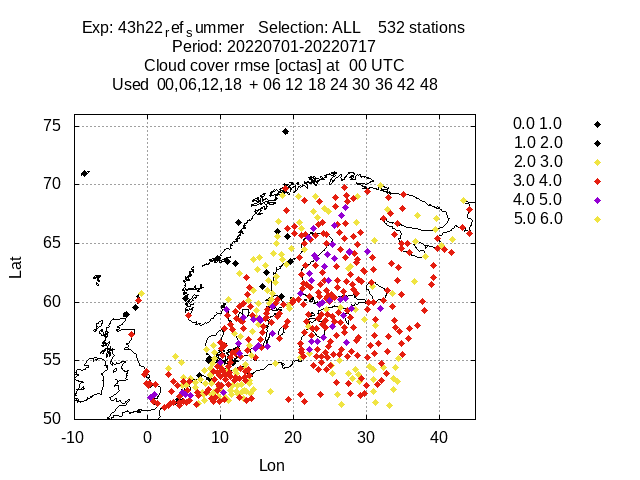 Exp: 43h22ref_summer   Selection: ALL    532 stations
Period: 20220701-20220717
Cloud cover rmse [octas] at  00 UTC
Used  00,06,12,18  + 06 12 18 24 30 36 42 48
75
70
65
60
55
50
Lat
-10 0 10 20 30 40
Lon
0.0 1.0
1.0 2.0
2.0 3.0
3.0 4.0
4.0 5.0
5.0 6.0